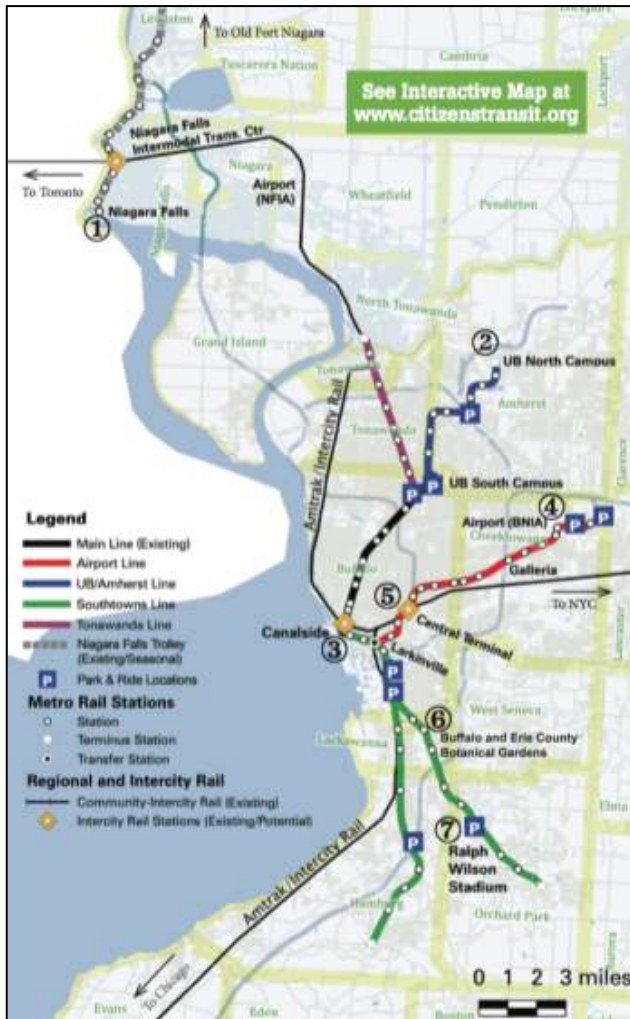 Lewiston
To Old Fort Niagara
Tuscarora Nation
Cambria
Lockport
See Interactive Map at
www.citizenstransit.org
Niagara Falls
Intermodal Trans. Ctr
To Toronto
Niagara
Airport
(NFIA)
Wheatfield
Pendleton
Niagara Falls
①
Niagara Falls
North Tonawanda
Grand Island
②
UB North Campus
Tonawanda
Amherst
Amtrak/Intercity Rail
Tonawanda
Clarence
P
P
P
UB South Campus
④
P
P
Airport (BNIA)
Cheektowaga
Galleria
Buffalo
⑤
To NYC
Canalside
③
Central Terminal
Larkinville
Lancaster
P
P
West Seneca
⑥
Buffalo and Erie County
Botanical Gardens
Lackawanna
Elma
⑦
P
P
Ralph
Wilson
Stadium
Amtrak/Intercity Rail
Hamburg
Orchard Park
Aurora
To Chicago
Evans
Eden
Boston
0 1 2 3 miles
Legend
Main Line (Existing)
Airport Line
UB/Amherst Line
Southtowns Line
Tonawanda Line
Niagara Falls Trolley
(Existing/Seasonal)
P Park & Ride Locations
Metro Rail Stations
Station
Terminus Station
Transfer Station
Regional and Intercity Rail
Community-Intercity Rail (Existing)
Intercity Rail Stations (Existing/Potential)